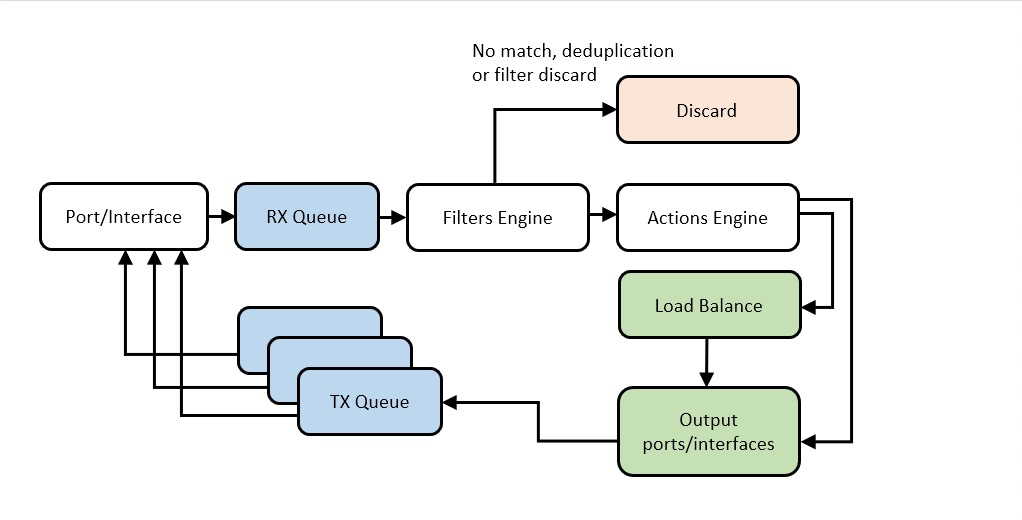 No match, deduplication
or filter discard
Discard
Port/Interface
RX Queue
Filters Engine
Actions Engine
Load Balance
TX Queue
Output
ports/interfaces